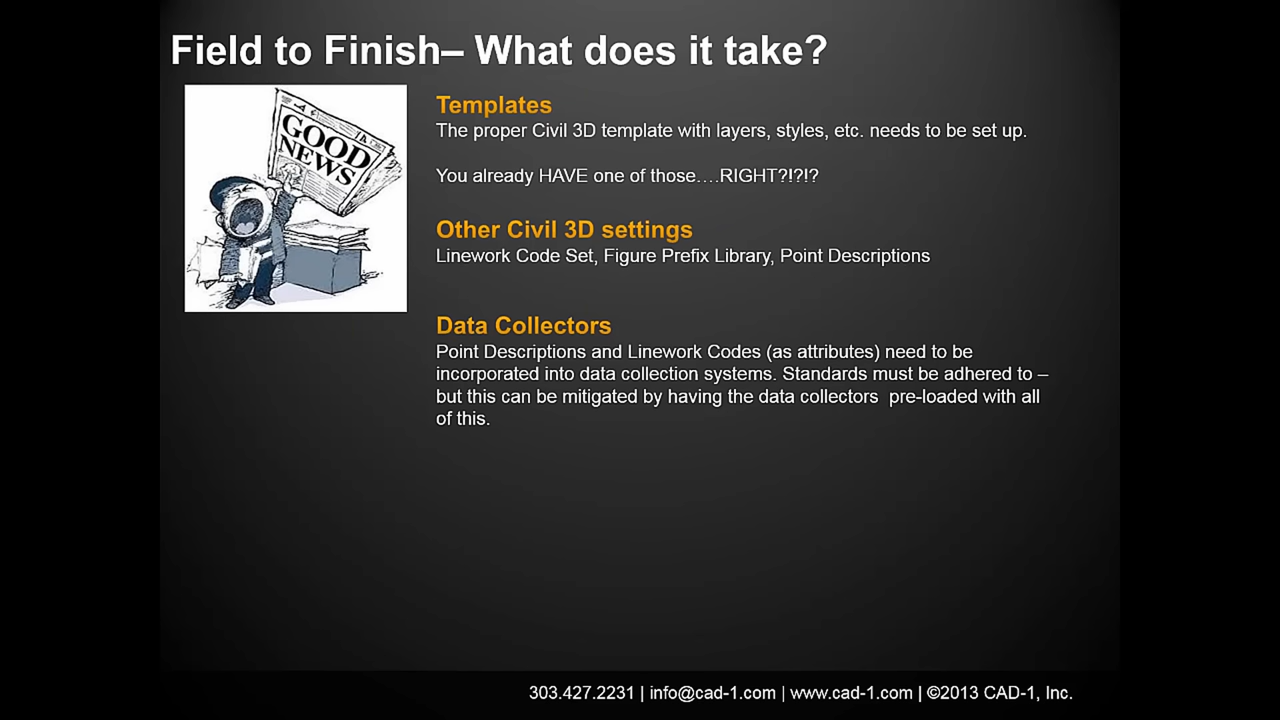 Field to Finish– What does it take?
GOOD
NEWS
Templates
The proper Civil 3D template with layers, styles, etc. needs to be set up.
You already HAVE one of those….RIGHT?!?!?
Other Civil 3D settings
Linework Code Set, Figure Prefix Library, Point Descriptions
Data Collectors
Point Descriptions and Linework Codes (as attributes) need to be
incorporated into data collection systems. Standards must be adhered to –
but this can be mitigated by having the data collectors  pre-loaded with all
of this.
303.427.2231 | info@cad-1.com | www.cad-1.com | ©2013 CAD-1, Inc.